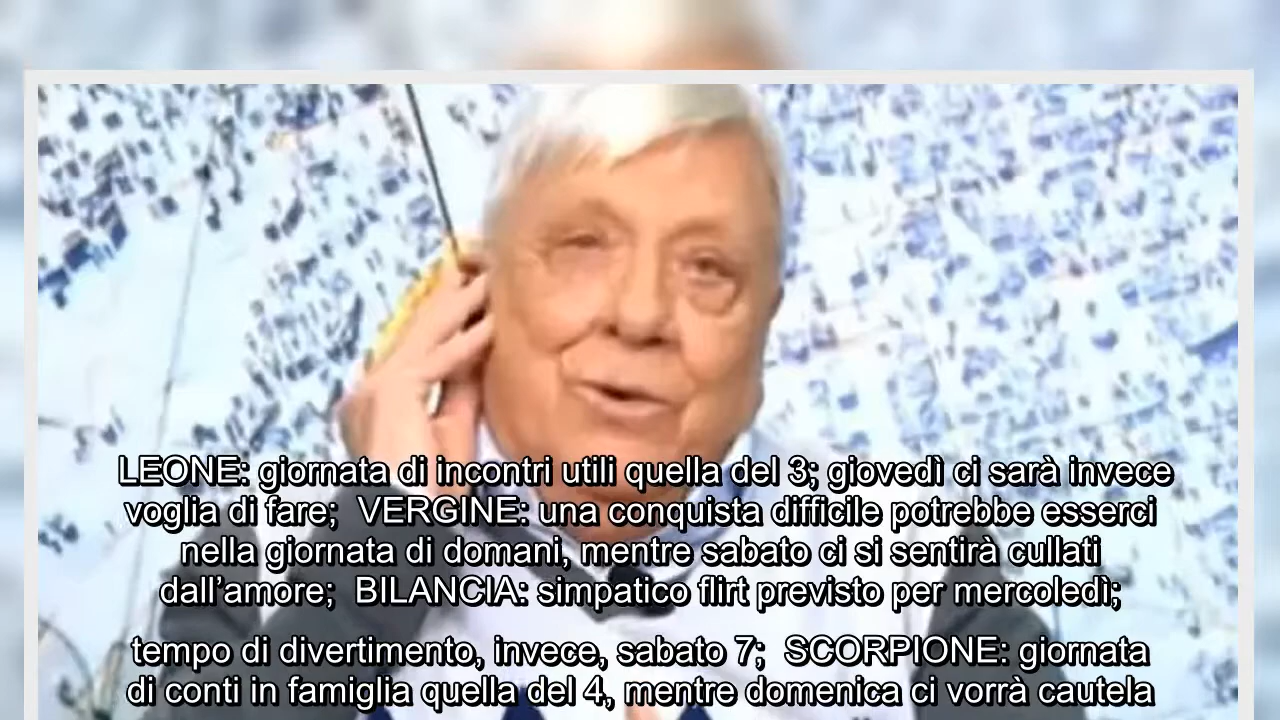 LEONE: giornata di incontri utili quella del 3; giovedì ci sarà invece
voglia di fare;  VERGINE: una conquista difficile potrebbe esserci
nella giornata di domani, mentre sabato ci si sentirà cullati
dall’amore;  BILANCIA: simpatico flirt previsto per mercoledì;
tempo di divertimento, invece, sabato 7;  SCORPIONE: giornata
di conti in famiglia quella del 4, mentre domenica ci vorrà cautela